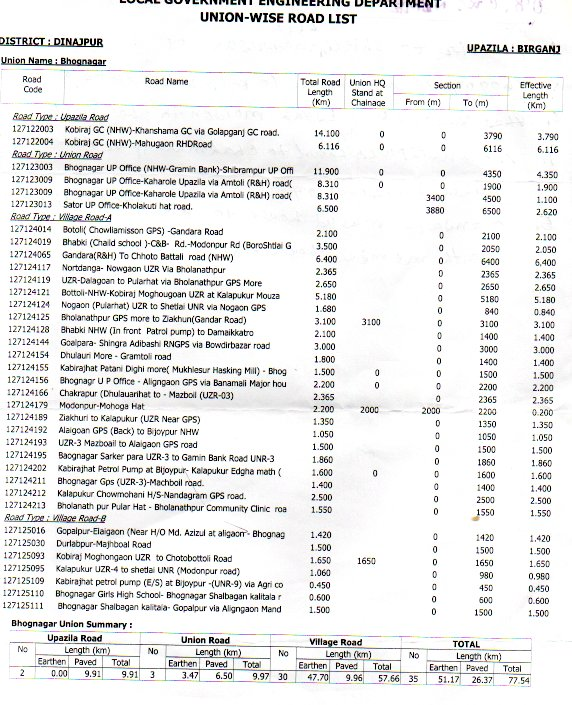 LOCAL GOVERNMENT ENGINEERING DEPARTMENT
UNION-WISE ROAD LIST
DISTRICT : DINAJPUR UPAZILA : BIRGANJ
Union Name : Bhognagar
Road Code Road Name Total Road Length (Km) Union HQ Stand at Chainage Section From (m) To (m) Effective Length (Km)
Road Type : Upazila Road
127122003 Kobiraj GC (NHW)-Khanshama GC via Golapganj GC road. 14.100 0 0 3790 3.790
127122004 Kobiraj GC (NHW)-Mahugaon RHDRoad 6.116 0 0 6116 6.116
Road Type : Union Road
127123003 Bhognagar UP Office (NHW-Gramin Bank)-Shibrampur UP Offi 11.900 0 0 4350 4.350
127123009 Bhognagar UP Office-Kaharole Upazila via Amtoli (R&H) road( 8.310 0 0 1900 1.900
127123009 Bhognagar UP Office-Kaharole Upazila via Amtoli (R&H) road( 8.310 3400 4500 1.100
127123013 Sator UP Office-Kholakuti hat road. 6.500 3880 6500 2.620
Road Type : Village Road-A
127124014 Botoli( Chowliamisson GPS) -Gandara Road 2.100 0 2100 2.100
127124019 Bhabki (Chaild school )-C&B- Rd.-Modonpur Rd (BoroShtlai G 3.500 0 2050 2.050
127124065 Gandara(R&H) To Chhoto Battali road (NHW) 6.400 0 6400 6.400
127124117 Nortdanga- Nowgaon UZR Via Bholanathpur 2.365 0 2365 2.365
127124119 UZR-Dalagoan to Pularhat via Bholanathpur GPS More 2.650 0 2650 2.650
127124121 Bottoli-NHW-Kobiraj Moghougoan UZR at Kalapukur Mouza 5.180 0 5180 5.180
127124124 Nogaon (Pularhat) UZR to Shetlai UNR via Nogaon GPS 1.680 0 840 0.840
127124125 Bholanathpur GPS more to Ziakhun(Gandar Road) 3.100 3100 0 3100 3.100
127124128 Bhabki NHW (In front Patrol pump) to Damaikkatro 1.400 0 1400 1.400
127124144 Goalpara- Shingra Adibashi RNGPS via Bowdirbazar road 3.000 0 3000 3.000
127124154 Dhulauri More - Gramtoli road 1.800 0 1400 1.400
127124155 Kabirajhat Patani Dighi more( Mukhlesur Hasking Mill) - Bhog 1.500 0 0 1500 1.500
127124156 Bhognagr U P Office - Aligngaon GPS via Banamali Major hou 2.200 0 0 2200 2.200
127124166 Chakrapur (Dhulauarihat to - Mazboil (UZR-03) 2.365 0 2365 2.365
127124179 Modonpur-Mohoga Hat 2.200 2000 2000 2200 0.200
127124189 Ziakhuri to Kalapukur (UZR Near GPS) 1.350 0 1350 1.350
127124192 Alaigoan GPS (Back) to Bijoypur NHW 1.050 0 1050 1.050
127124193 UZR-3 Mazboail to Alaigaon GPS road 1.500 0 1500 1.500
127124195 Baognagar Sarker para UZR-3 to Gamin Bank Road UNR-3 1.860 0 1860 1.860
127124202 Kabirajhat Petrol Pump at Bijoypur- Kalapukur Edgha math ( 1.600 0 0 1600 1.600
127124211 Bhognagar Gps (UZR-3)-Machboil road. 1.400 0 1400 1.400
127124212 Kalapukur Chowmohani H/S-Nandagram GPS road. 2.500 0 2500 2.500
127124213 Bholanath pur Pular Hat - Bholanathpur Community Clinic roa 1.550 0 1550 1.550
Road Type : Village Road-B
127125016 Gopalpur-Elaigaon (Near H/O Md. Azizul at aligaon - Bhognag 1.420 0 1420 1.420
127125030 Durlabpur-Majhboal Road 1.500 0 1500 1.500
127125093 Kobiraj Moghongaon UZR to Chotobottoli Road 1.650 1650 0 1650 1.650
127125095 Kalapukur UZR-4 to shetlai UNR (Modonpur road) 1.060 0 980 0.980
127125109 Kabirajhat petrol pump (E/S) at Bijoypur -(UNR-9) via Agri co 0.450 0 450 0.450
127125110 Bhognagar Girls High School- Bhognagar Shalbagan kalitala r 0.600 0 600 0.600
127125111 Bhognagar Shalbagan kalitala- Gopalpur via Aligngaon Mand 1.500 0 1500 1.500
Bhognagar Union Summary :
Upazila Road Union Road Village Road TOTAL
No Length (km) No Length (km) No Length (km) No Length (km)
Earthen Paved Total Earthen Paved Total Earthen Paved Total Earthen Paved Total
2 0.00 9.91 9.91 3 3.47 6.50 9.97 30 47.70 9.96 57.66 35 51.17 26.37 77.54